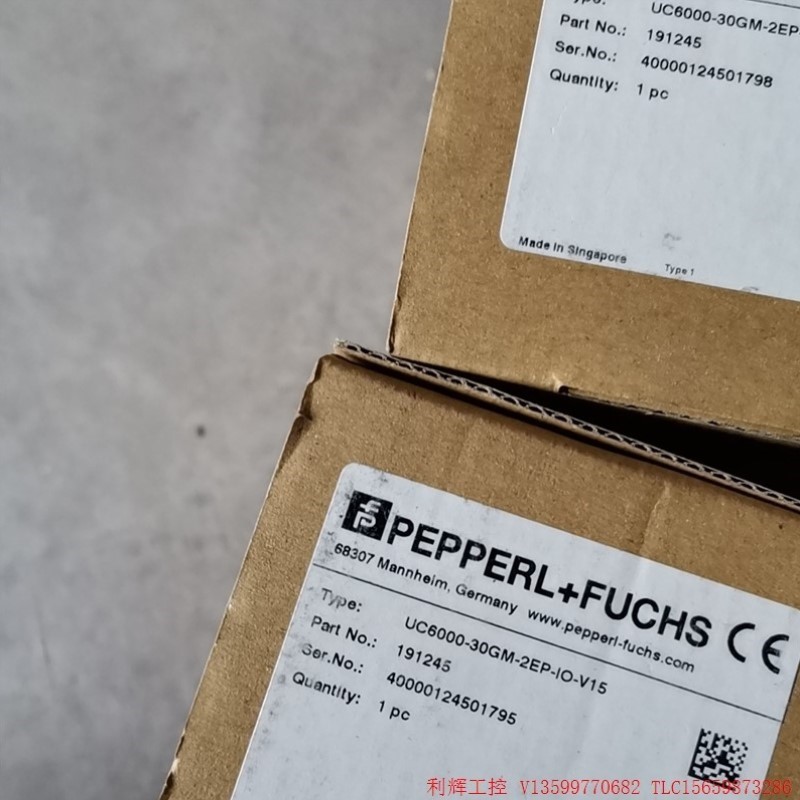 Type: UC6000-30GM-2EP-
Part No.: 191245
Ser.No.: 40000124501798
Quantity: 1 pc
Made in Singapore
Type 1
PEPPERL+FUCHS CE
68307 Mannheim, Germany www.pepperl-fuchs.com
Type: UC6000-30GM-2EP-IO-V15
Part No.: 191245
Ser.No.: 40000124501795
Quantity: 1 pc
利辉工控 V13599770682 TLC15659873286